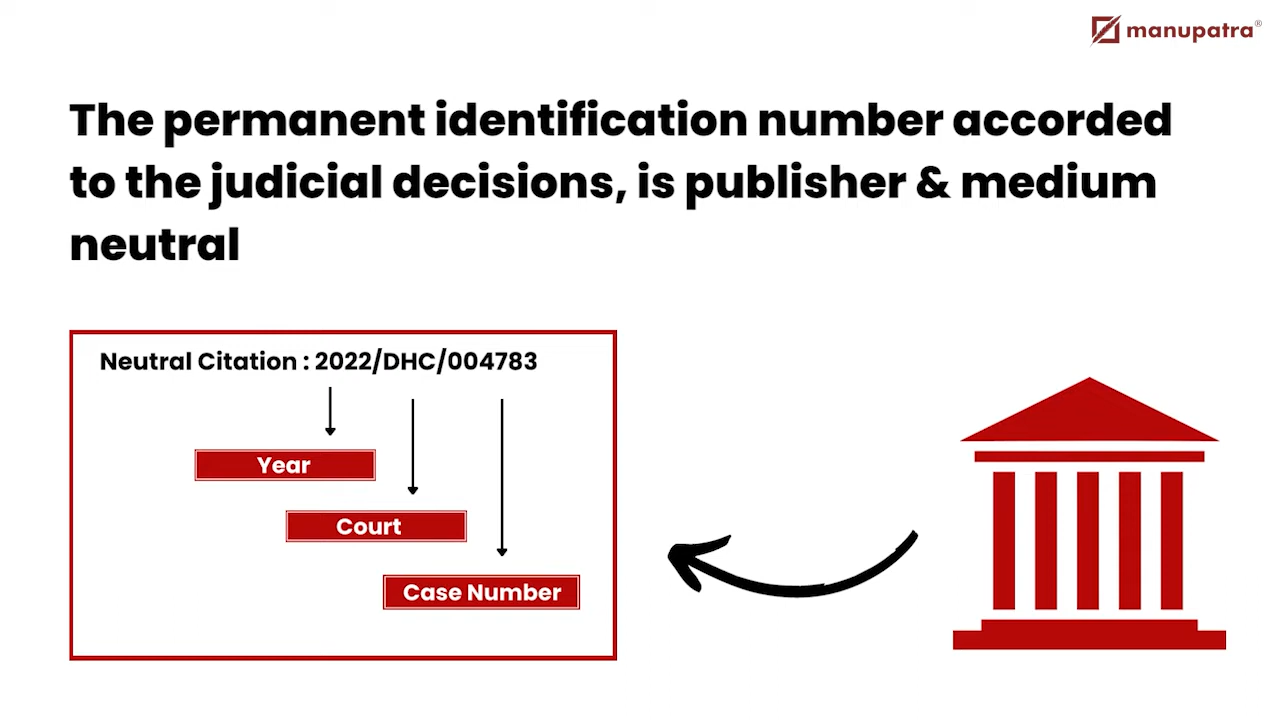 manupatra®
The permanent identification number accorded
to the judicial decisions, is publisher & medium
neutral
Neutral Citation : 2022/DHC/004783
Year
Court
Case Number